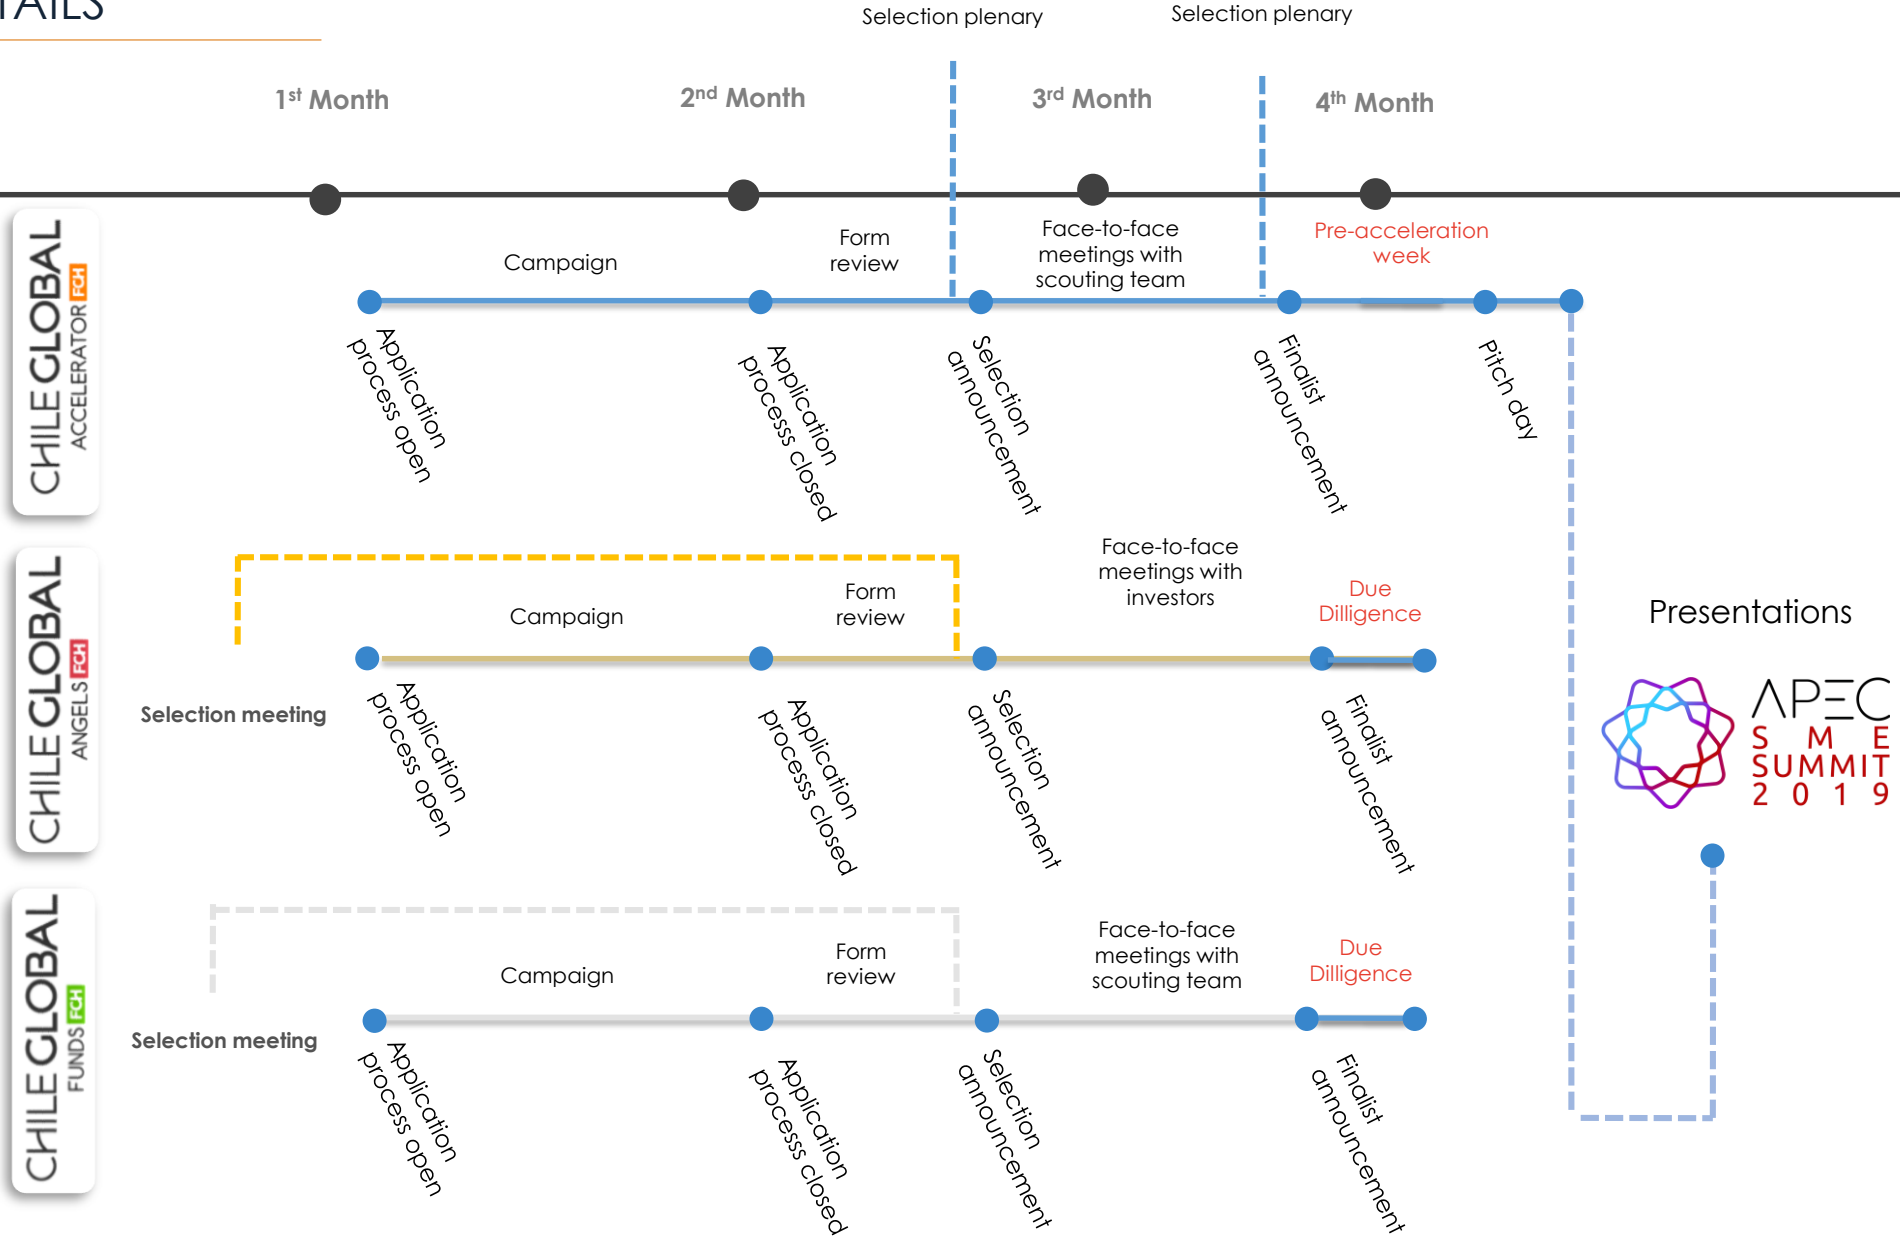 TAILS
Selection plenary
Selection plenary
1st Month
2nd Month
3rd Month
4th Month
CHILE GLOBAL
ACCELERATOR FCH
Campaign
Form
review
Face-to-face
meetings with
scouting team
Pre-acceleration
week
Application
process open
Application
processs closed
Selection
announcement
Finalist
announcement
Pitch day
CHILE GLOBAL
ANGELS FCH
Selection meeting
Campaign
Form
review
Face-to-face
meetings with
investors
Due
Dilligence
Application
process open
Application
processs closed
Selection
announcement
Finalist
announcement
Presentations
APEC
SME
SUMMIT
2019
CHILE GLOBAL
FUNDS FCH
Selection meeting
Campaign
Form
review
Face-to-face
meetings with
scouting team
Due
Dilligence
Application
process open
Application
processs closed
Selection
announcement
Finalist
announcement